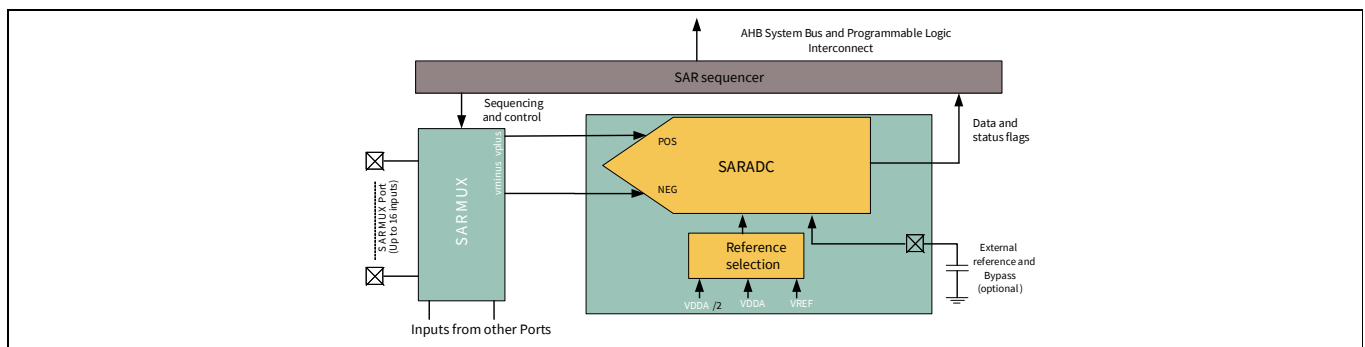 AHB System Bus and Programmable Logic
Interconnect
SAR sequencer
Sequencing
and control
Data and
status flags
vminus vplus
POS
SARADC
NEG
SARMUX
SARMUX Port
(Up to 16 inputs)
Reference
selection
External
reference and
Bypass
(optional)
VDDA /2 VDDA VREF
Inputs from other Ports